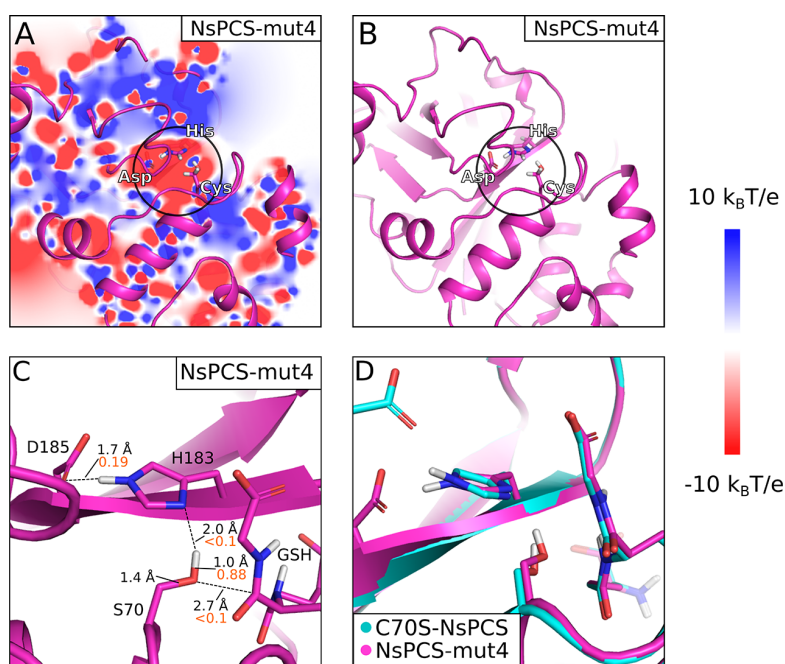 A
NsPCS-mut4
His
Asp
Cys
B
NsPCS-mut4
His
Asp
Cys
10 kBT/e
-10 kBT/e
C
NsPCS-mut4
D185
1.7 Å
0.19
H183
2.0 Å
<0.1
GSH
1.0 Å
0.88
1.4 Å
2.7 Å
<0.1
S70
D
C70S-NsPCS
NsPCS-mut4